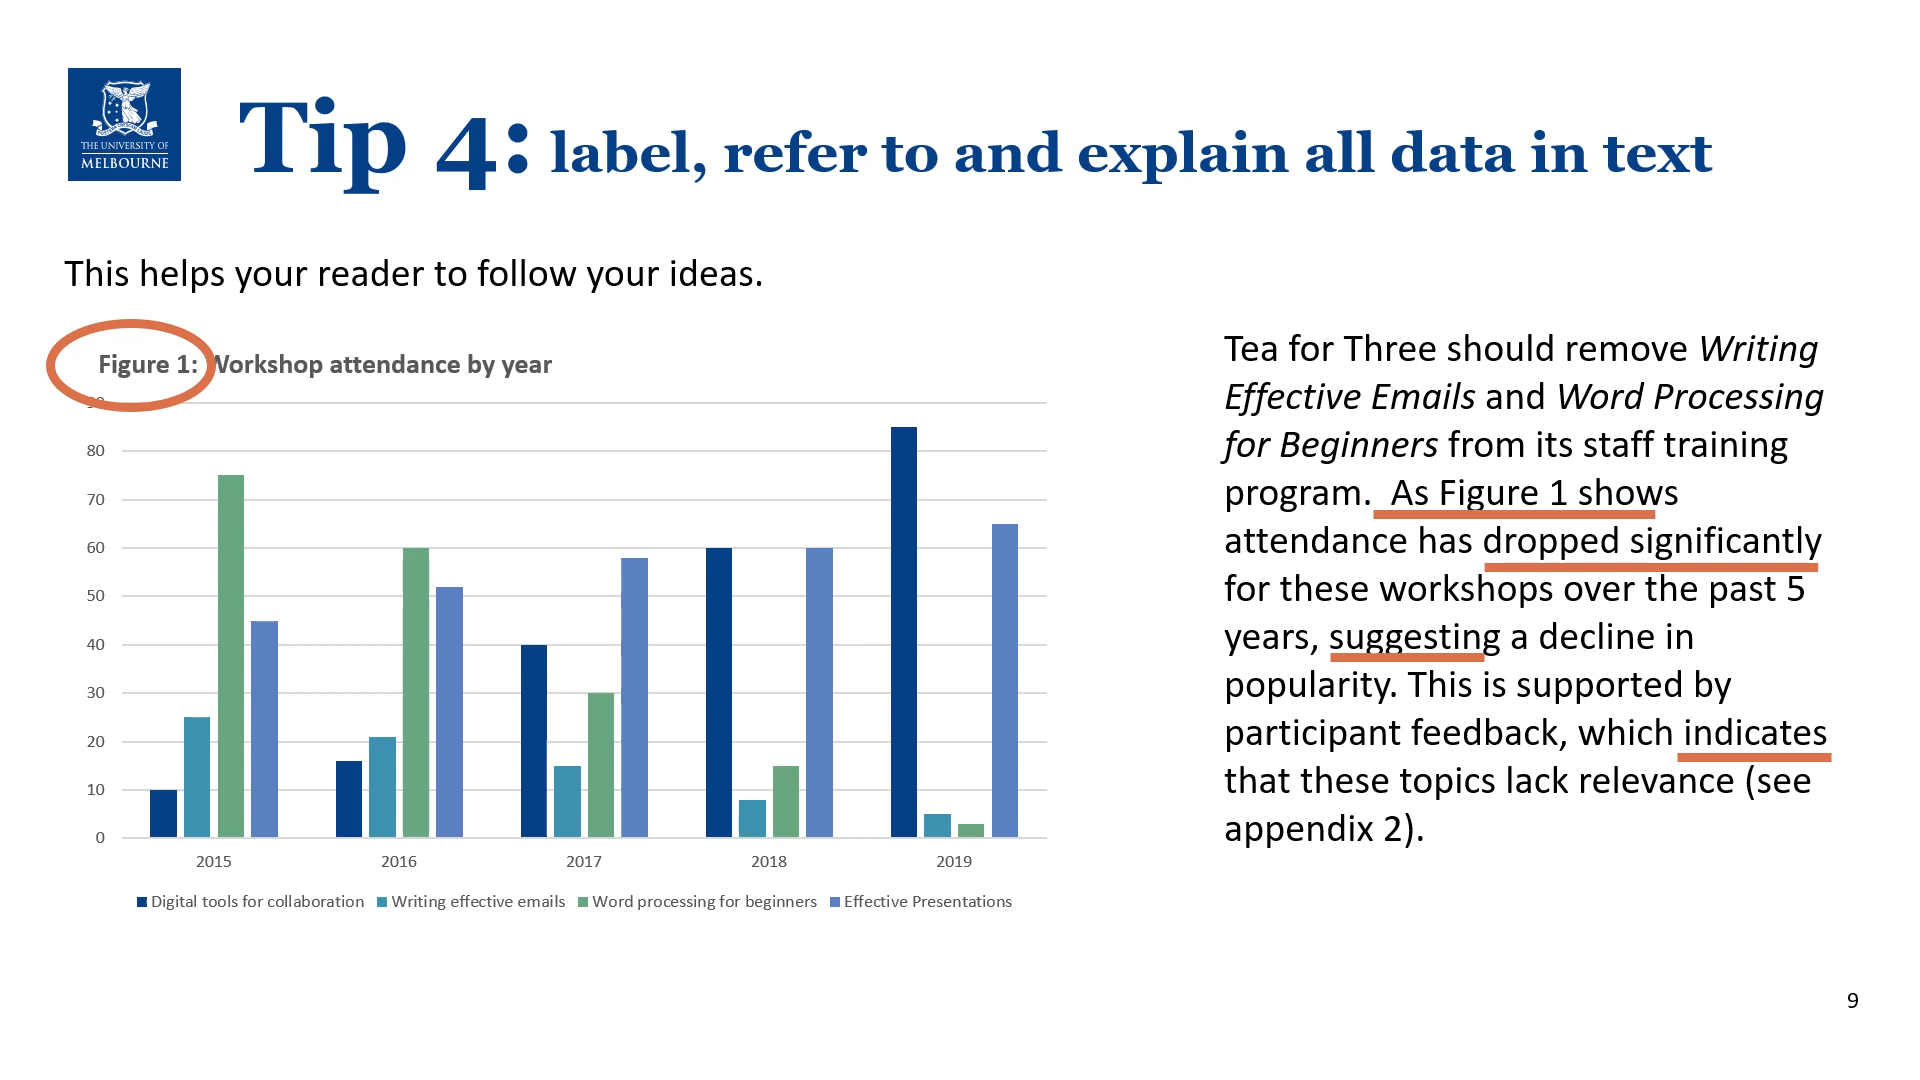 THE UNIVERSITY OF
MELBOURNE
Tip 4: label, refer to and explain all data in text
This helps your reader to follow your ideas.
Figure 1: Workshop attendance by year
90
80
70
60
50
40
30
20
10
0
2015 2016 2017 2018 2019
Digital tools for collaboration Writing effective emails Word processing for beginners Effective Presentations
Tea for Three should remove Writing
Effective Emails and Word Processing
for Beginners from its staff training
program. As Figure 1 shows
attendance has dropped significantly
for these workshops over the past 5
years, suggesting a decline in
popularity. This is supported by
participant feedback, which indicates
that these topics lack relevance (see
appendix 2).
9